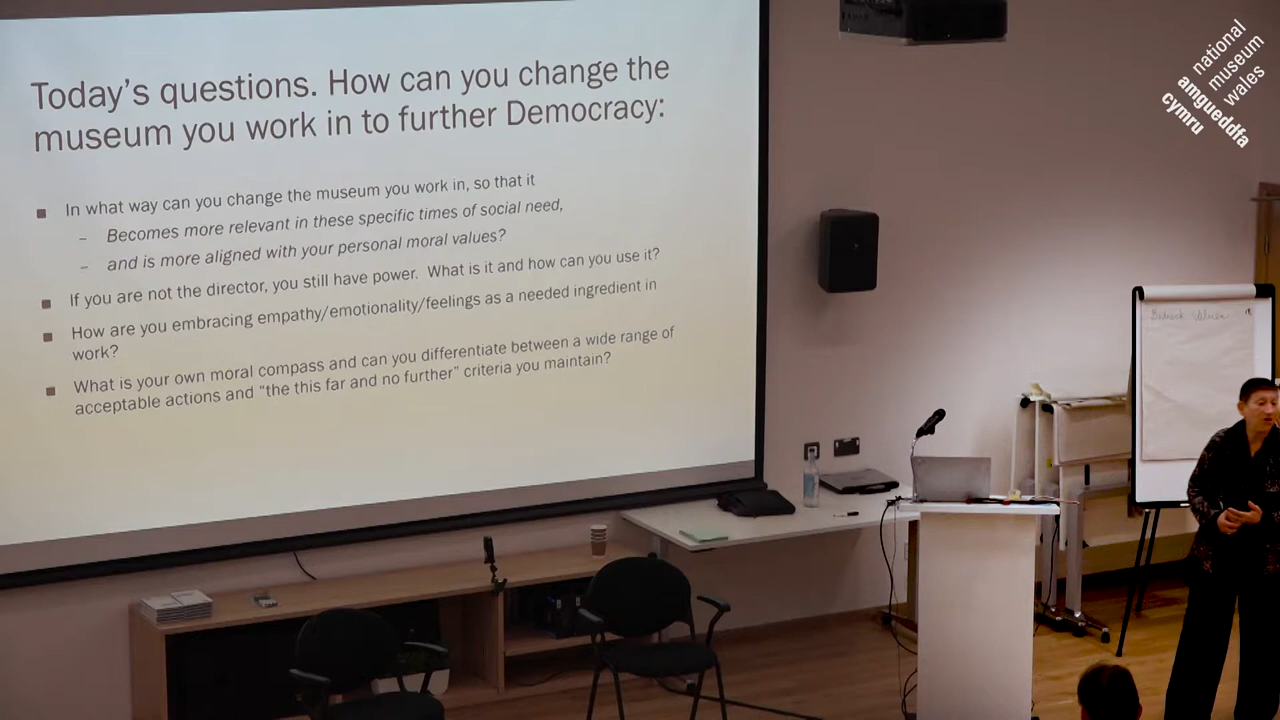 Today's questions. How can you change the
museum you work in to further Democracy:
■ In what way can you change the museum you work in, so that it
– Becomes more relevant in these specific times of social need,
– and is more aligned with your personal moral values?
■ If you are not the director, you still have power. What is it and how can you use it?
■ How are you embracing empathy/emotionality/feelings as a needed ingredient in
work?
■ What is your own moral compass and can you differentiate between a wide range of
acceptable actions and “the this far and no further” criteria you maintain?
national
museum
wales
amgueddfa
cymru